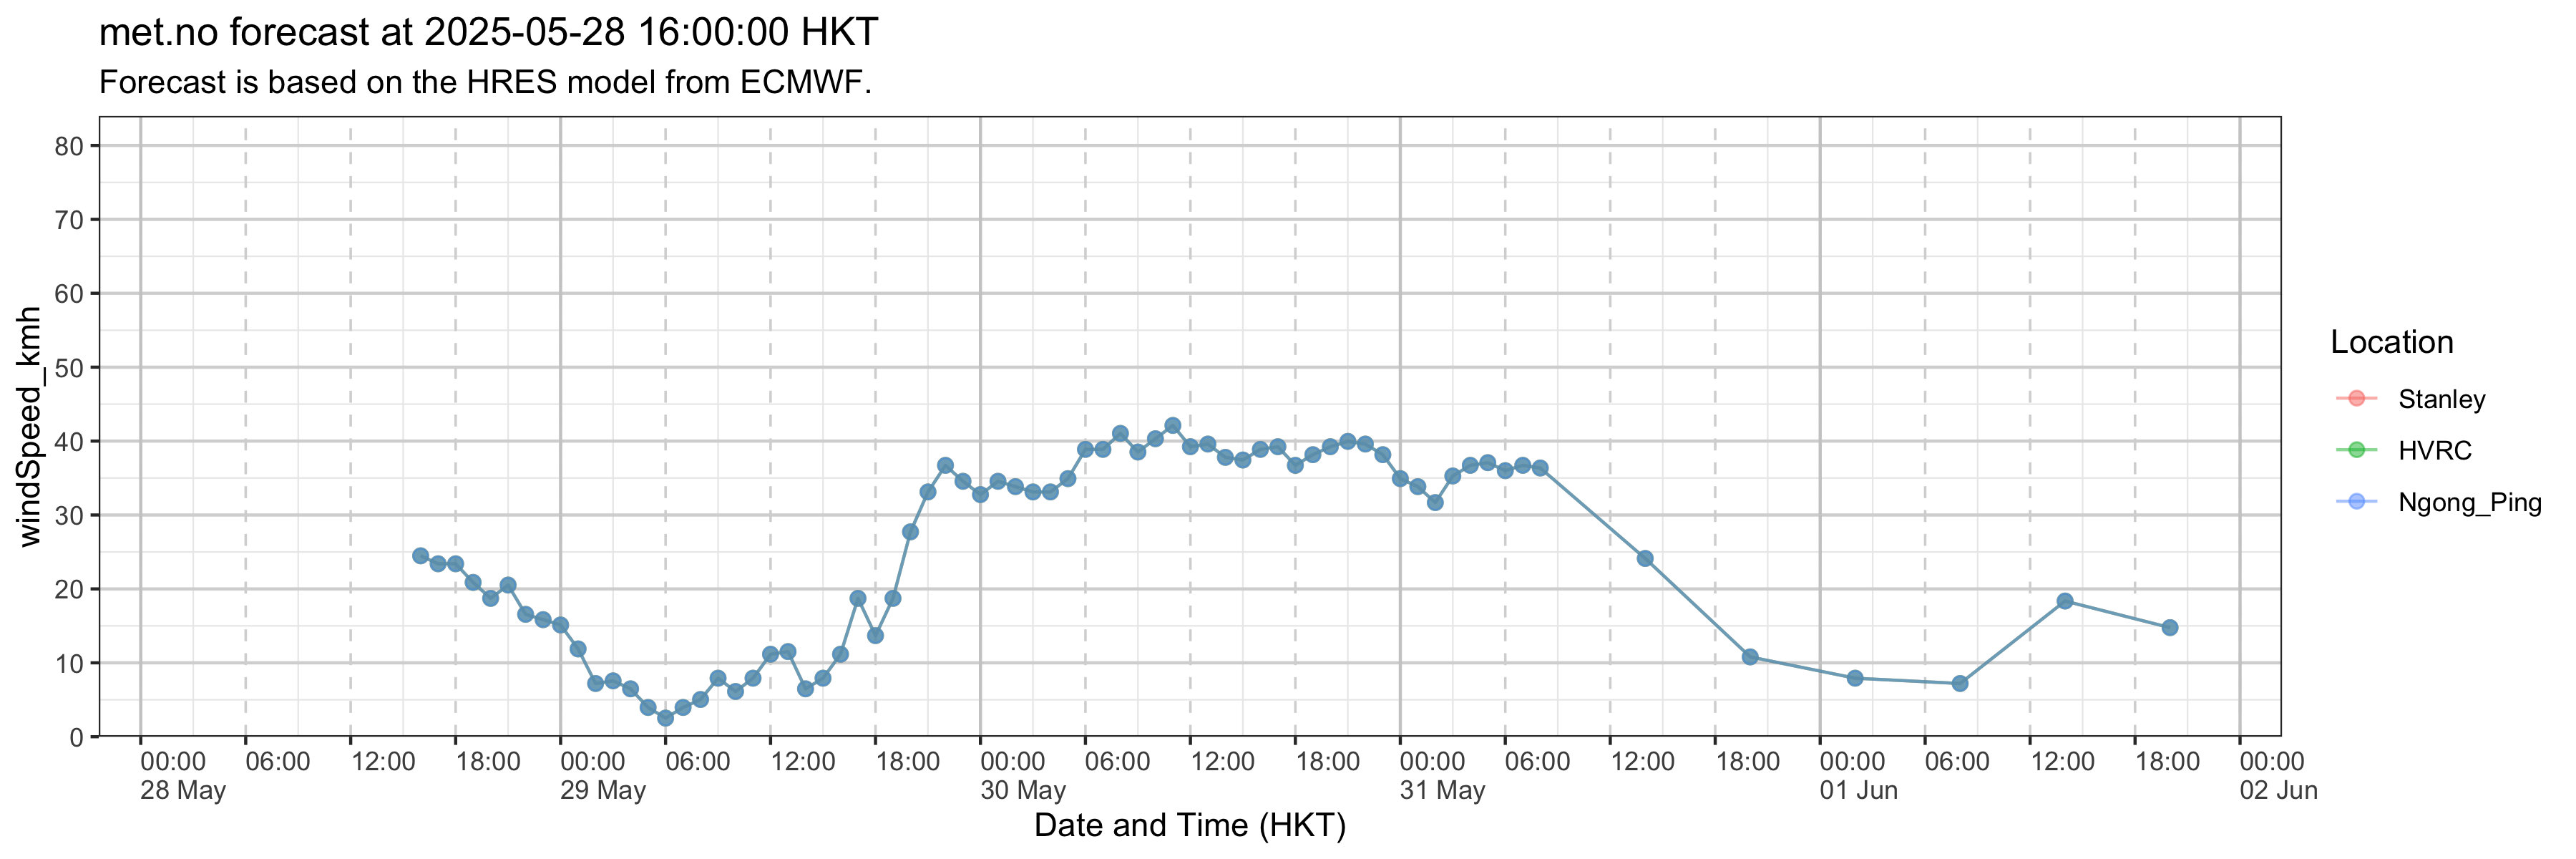 met.no forecast at 2025-05-28 16:00:00 HKT
Forecast is based on the HRES model from ECMWF.
80
70
60
50
40
30
20
10
0
windSpeed_kmh
00:00 06:00 12:00 18:00 00:00 06:00 12:00 18:00 00:00 06:00 12:00 18:00 00:00 06:00 12:00 18:00 00:00 06:00 12:00 18:00 00:00
28 May 29 May 30 May 31 May 01 Jun 02 Jun
Date and Time (HKT)
Location
Stanley
HVRC
Ngong_Ping